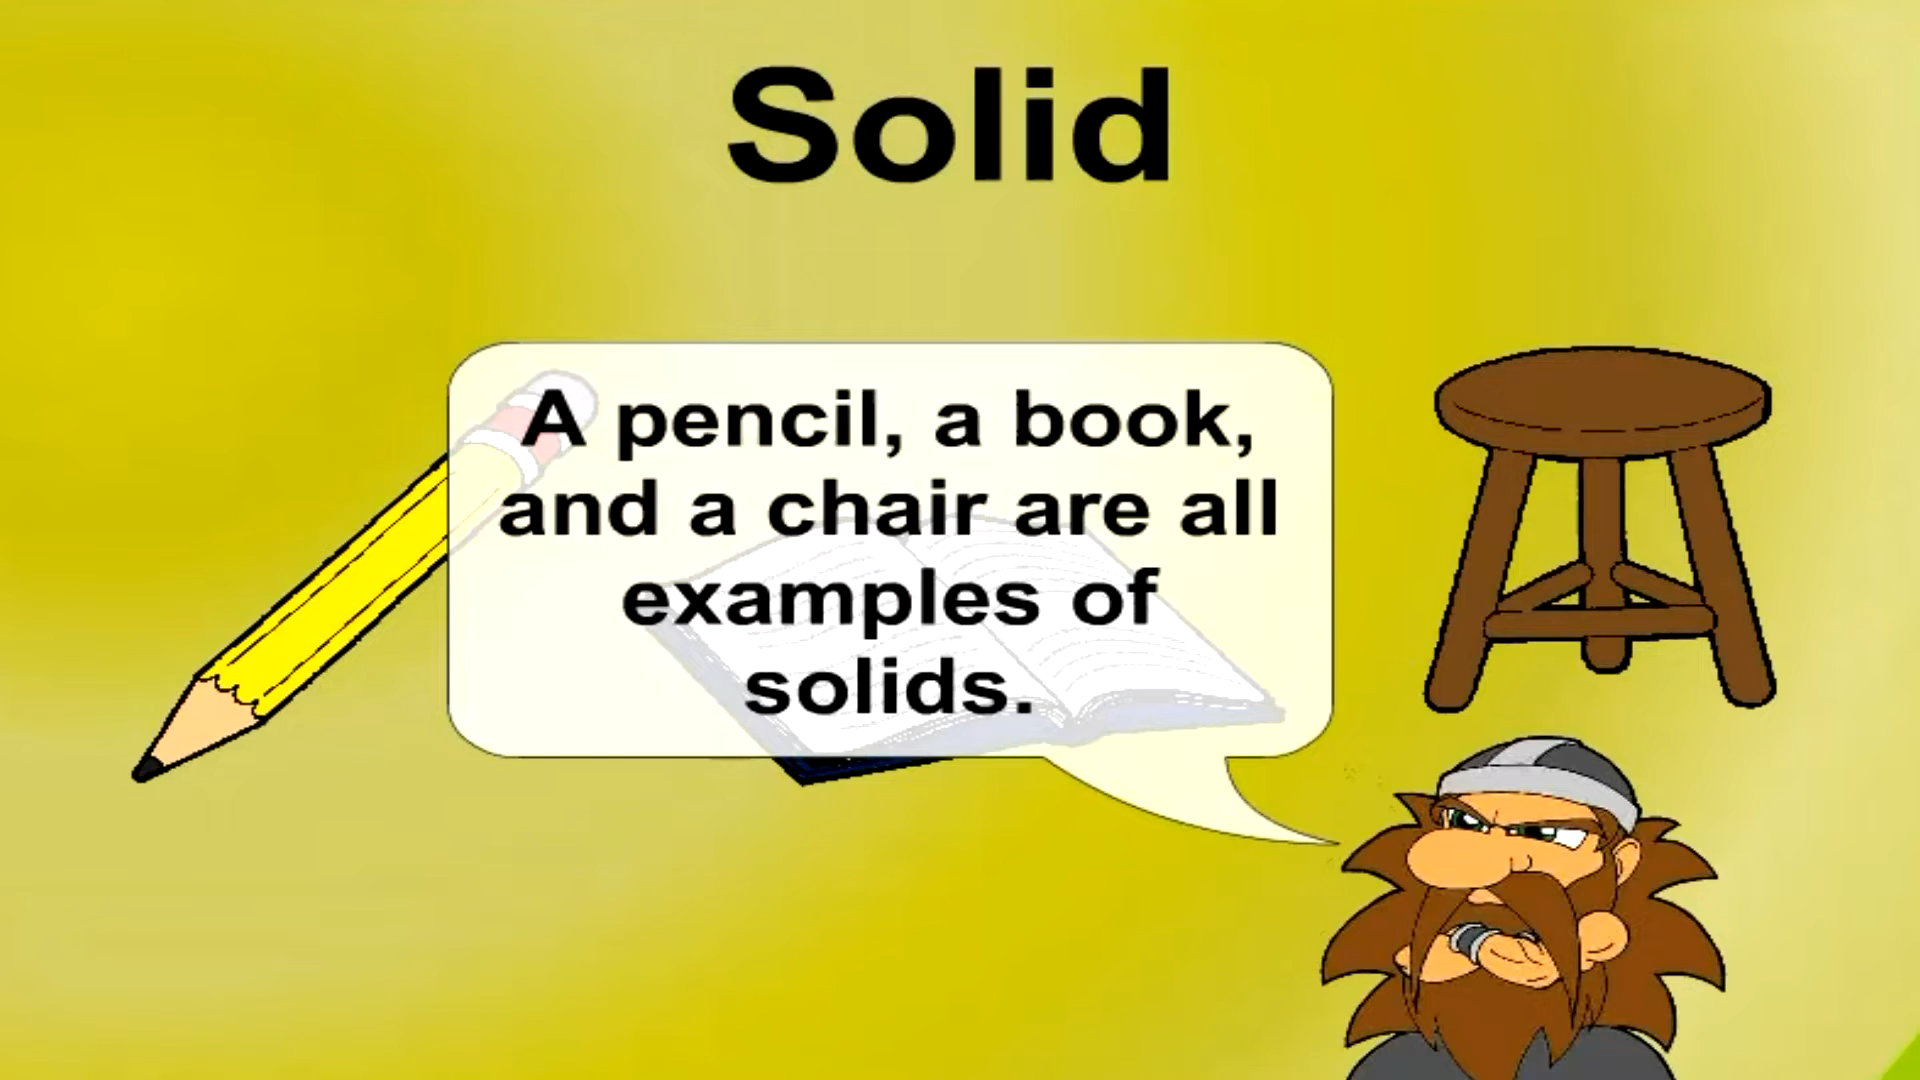 Solid
A pencil, a book,
and a chair are all
examples of
solids.